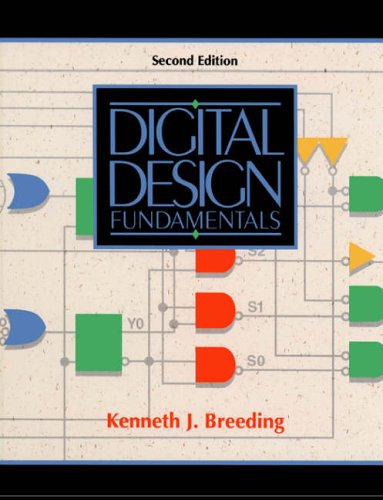 Second Edition
DIGITAL
DESIGN
FUNDAMENTALS
S2
Y0
S1
S0
Kenneth J. Breeding